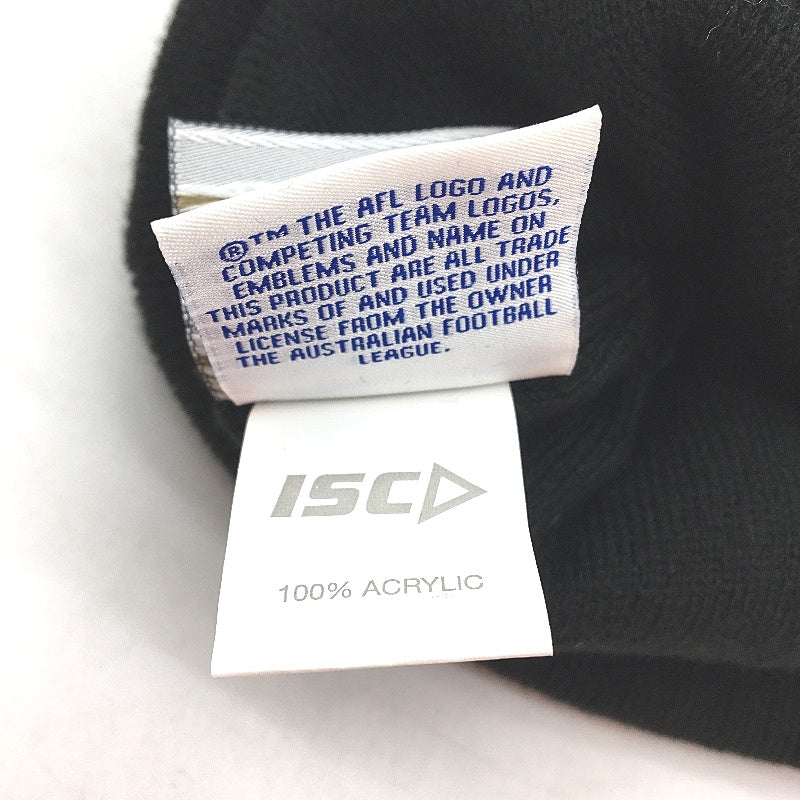 ®™ THE AFL LOGO AND
COMPETING TEAM LOGOS,
EMBLEMS AND NAME ON
THIS PRODUCT ARE ALL TRADE
MARKS OF AND USED UNDER
LICENSE FROM THE OWNER
THE AUSTRALIAN FOOTBALL
LEAGUE.
ISC
100% ACRYLIC